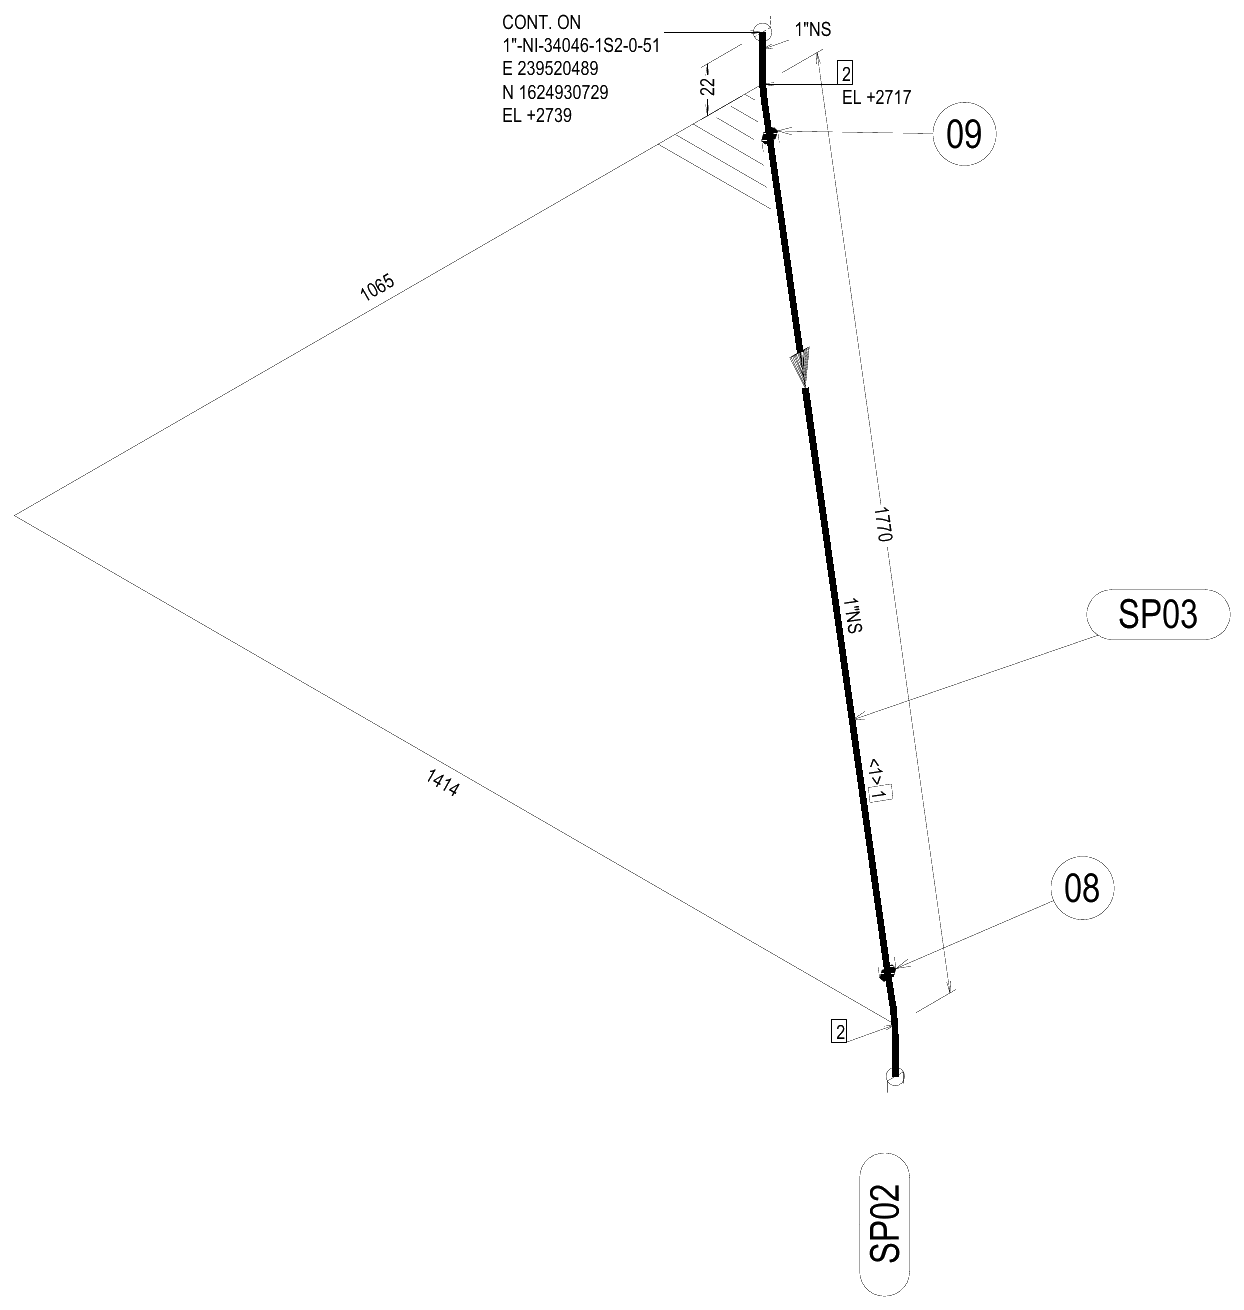 CONT. ON
1"-NI-34046-1S2-0-51
E 239520489
N 1624930729
EL +2739
1"NS
22
2
EL +2717
09
1065
1770
1"NS
SP03
<1> 1
1414
08
2
SP02